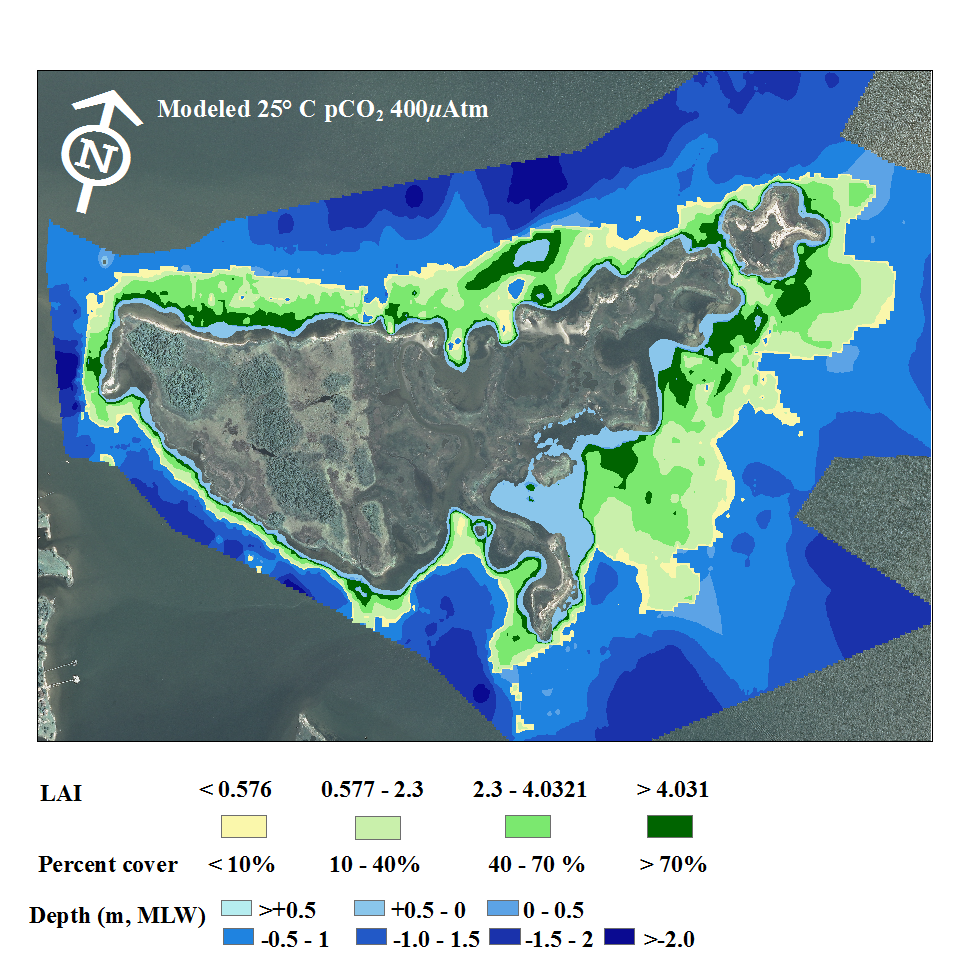 Modeled 25° C pCO₂ 400µAtm
N
LAI < 0.576 0.577 - 2.3 2.3 - 4.0321 > 4.031
Percent cover < 10% 10 - 40% 40 - 70 % > 70%
Depth (m, MLW) >+0.5 +0.5 - 0 0 - 0.5
-0.5 - 1 -1.0 - 1.5 -1.5 - 2 >-2.0